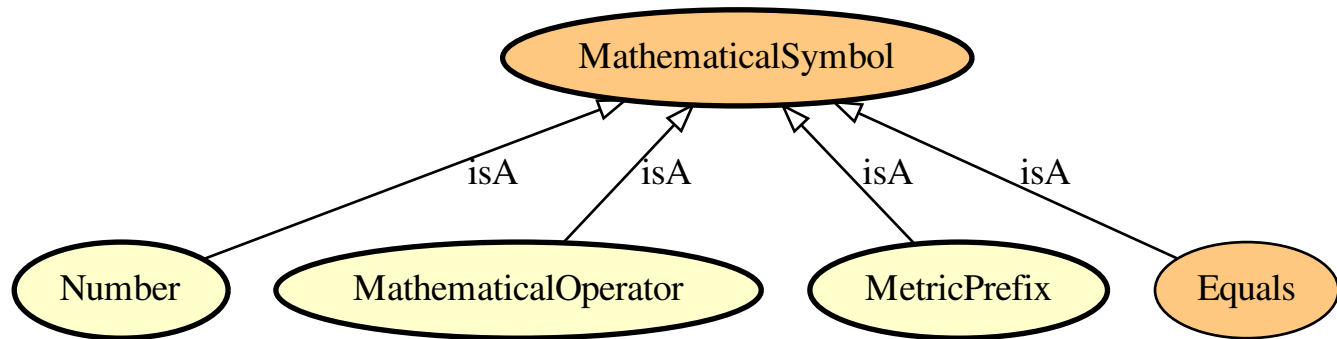 MathematicalSymbol
isA isA isA isA
Number MathematicalOperator MetricPrefix Equals